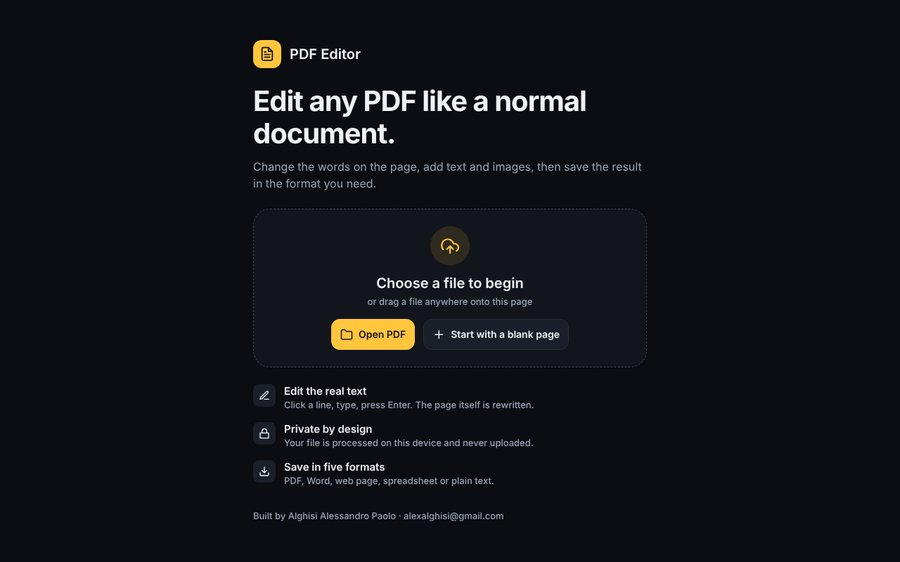 PDF Editor
Edit any PDF like a normal
document.
Change the words on the page, add text and images, then save the result
in the format you need.
Choose a file to begin
or drag a file anywhere onto this page
Open PDF
Start with a blank page
Edit the real text
Click a line, type, press Enter. The page itself is rewritten.
Private by design
Your file is processed on this device and never uploaded.
Save in five formats
PDF, Word, web page, spreadsheet or plain text.
Built by Alghisi Alessandro Paolo · alexalghisi@gmail.com